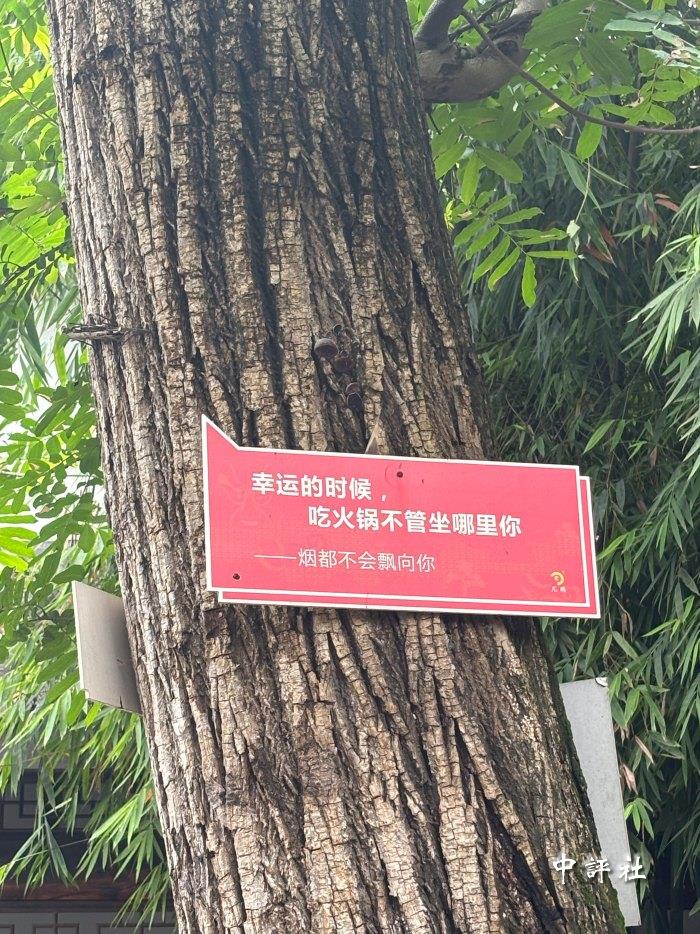 幸运的时候，
吃火锅不管坐哪里你
——烟都不会飘向你
中評社